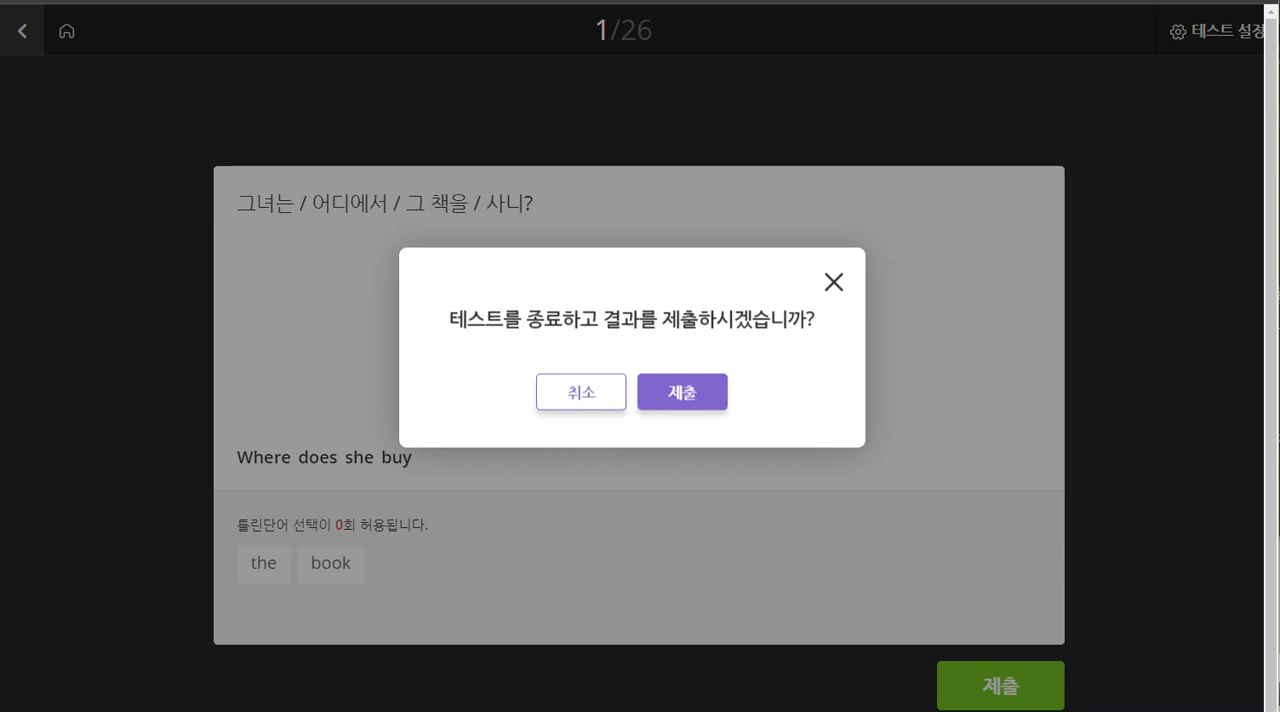 1/26
테스트 설정
그녀는 / 어디에서 / 그 책을 / 사니?
테스트를 종료하고 결과를 제출하시겠습니까?
취소 제출
Where does she buy
틀린단어 선택이 0회 허용됩니다.
the book
제출